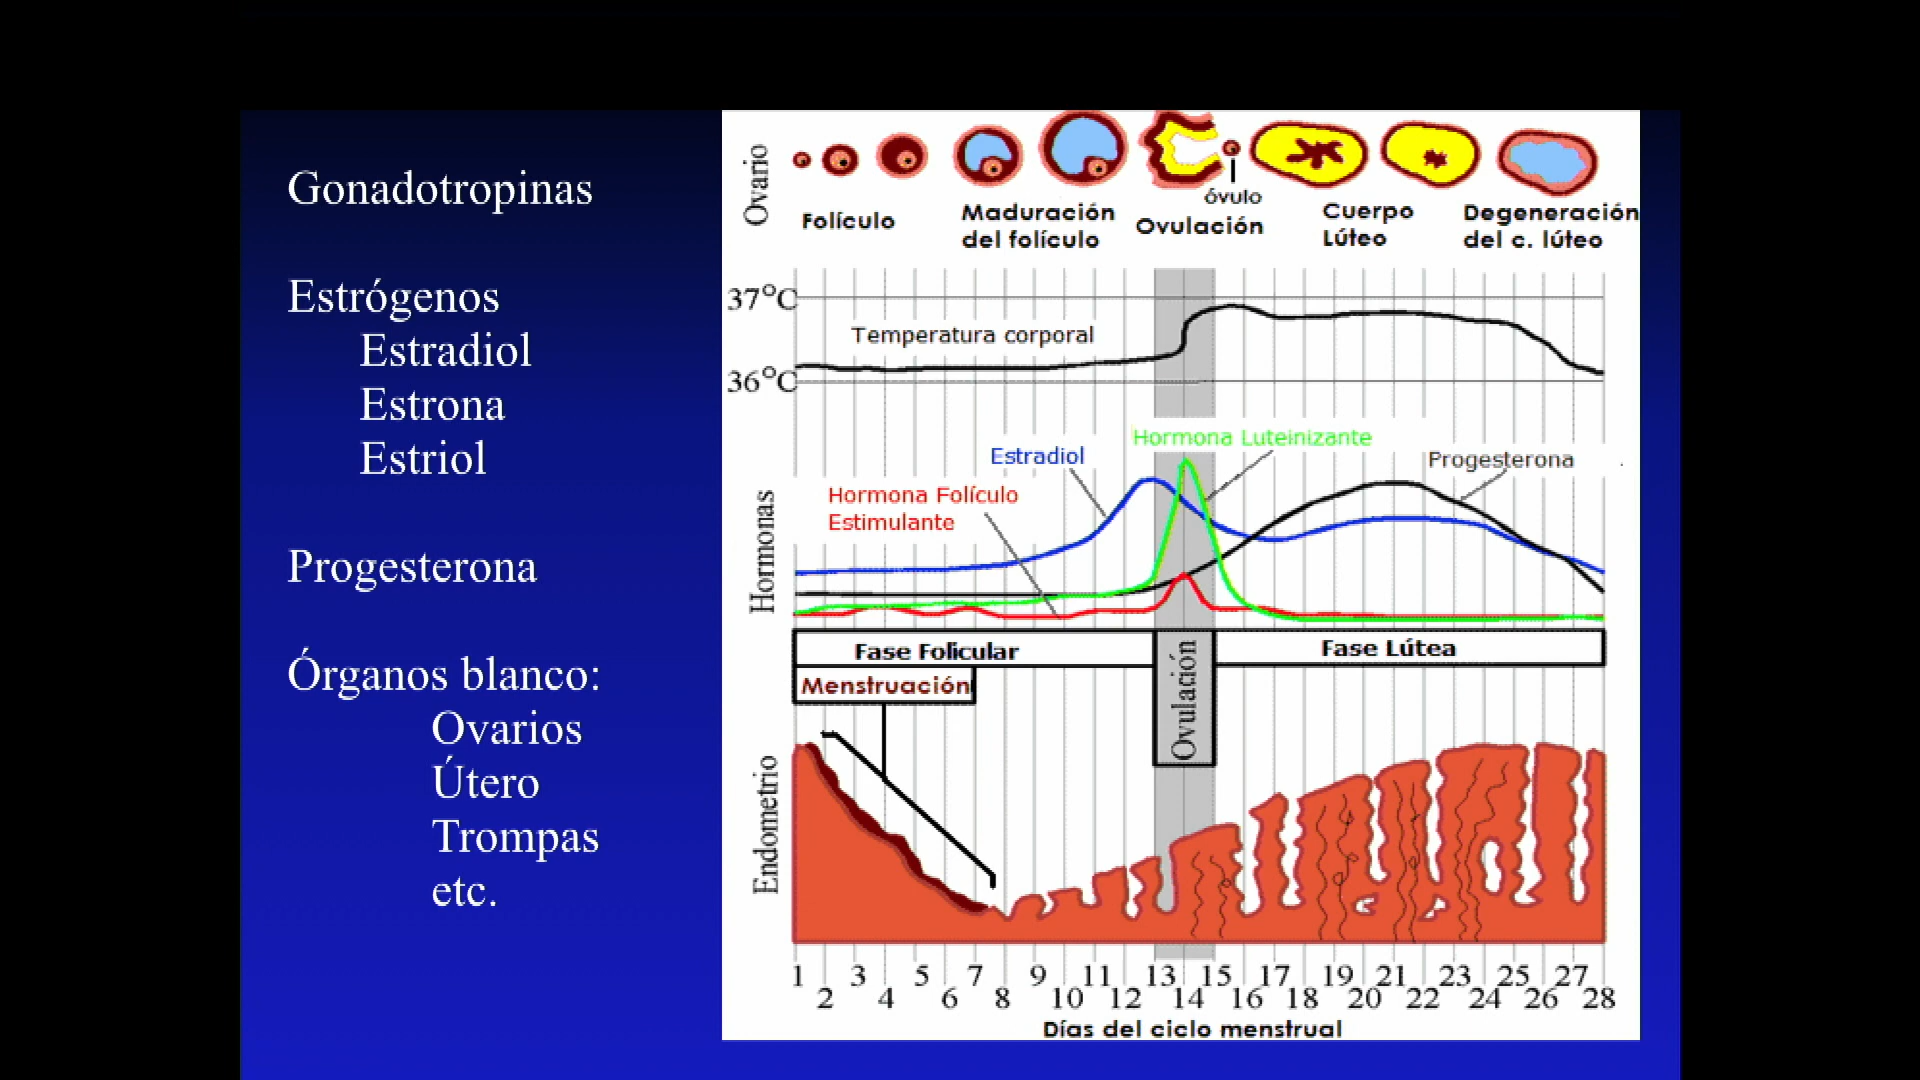 Gonadotropinas
Estrógenos
Estradiol
Estrona
Estriol
Progesterona
Órganos blanco:
Ovarios
Útero
Trompas
etc.
Ovario
óvulo
Folículo
Maduración
del folículo
Ovulación
Cuerpo
Lúteo
Degeneración
del c. lúteo
37°C
Temperatura corporal
36°C
Hormonas
Hormona Luteinizante
Estradiol
Progesterona
Hormona Folículo
Estimulante
Fase Folicular
Ovulación
Fase Lútea
Menstruación
Endometrio
1 2 3 4 5 6 7 8 9 10 11 12 13 14 15 16 17 18 19 20 21 22 23 24 25 26 27 28
Días del ciclo menstrual